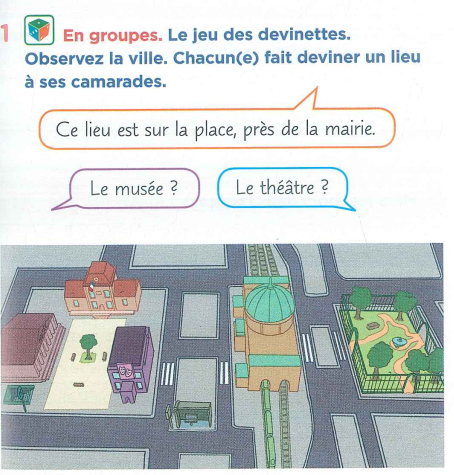 1 En groupes. Le jeu des devinettes.
Observez la ville. Chacun(e) fait deviner un lieu
à ses camarades.
Ce lieu est sur la place, près de la mairie.
Le musée ?
Le théâtre ?